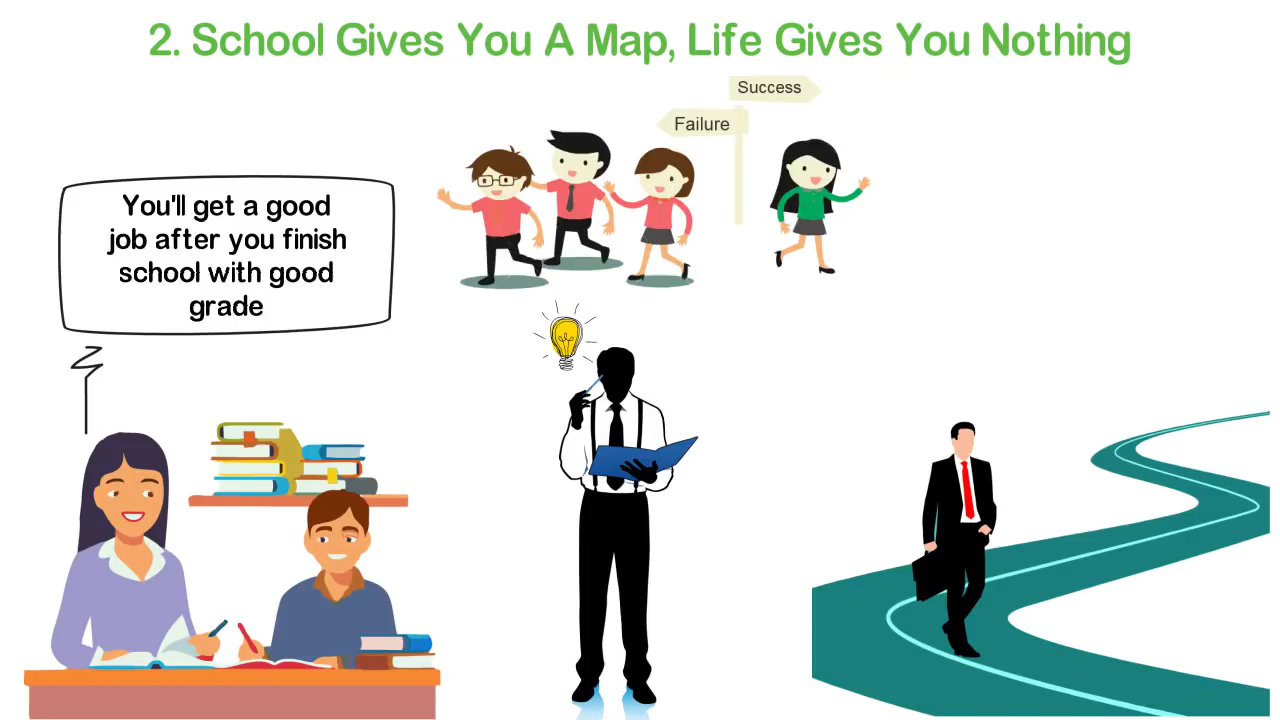 2. School Gives You A Map, Life Gives You Nothing
Success
Failure
You'll get a good
job after you finish
school with good
grade